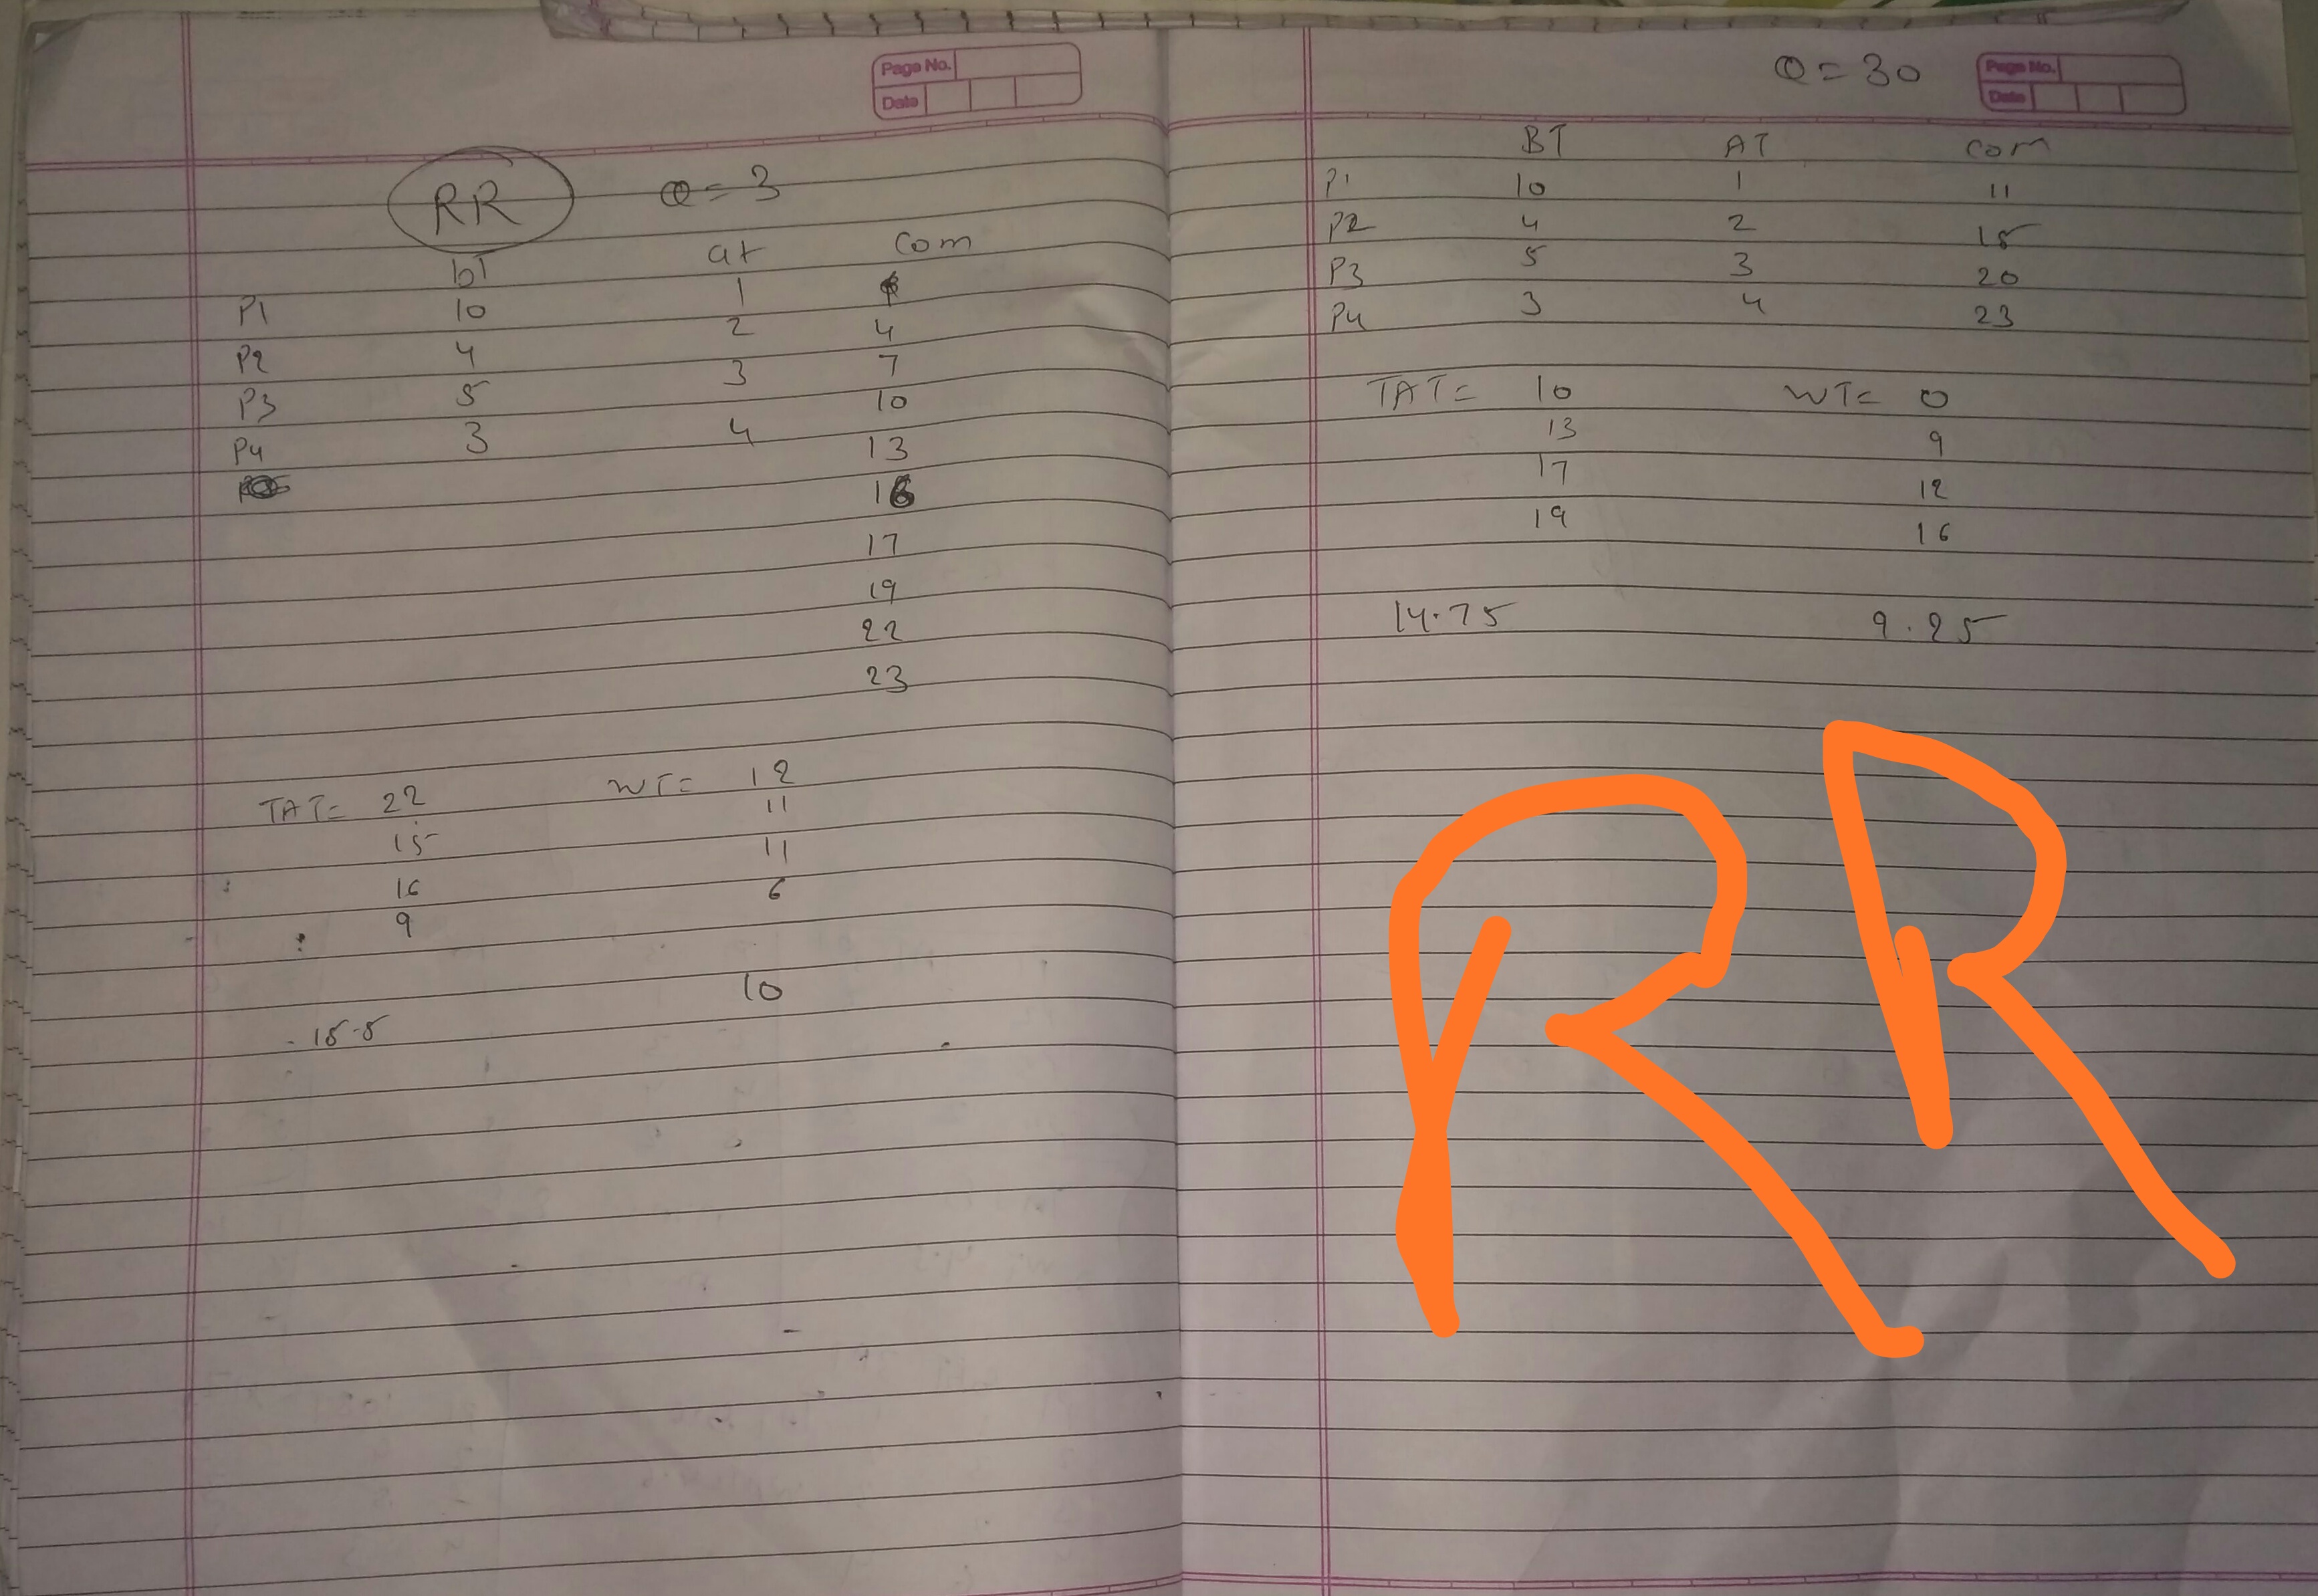 Page No.
Date
RR Q = 3
bT at Com
P1 10 1
P2 4 2 4
P3 5 3 7
P4 3 4 10
13
16
17
19
22
23
TAT = 22 WT = 12
15 11
16 11
9 6
10
15.5
Q = 30
Page No.
Date
BT AT Com
P1 10 1 11
P2 4 2 15
P3 5 3 20
P4 3 4 23
TAT = 10 WT = 0
13 9
17 12
19 16
14.75 9.25
RR